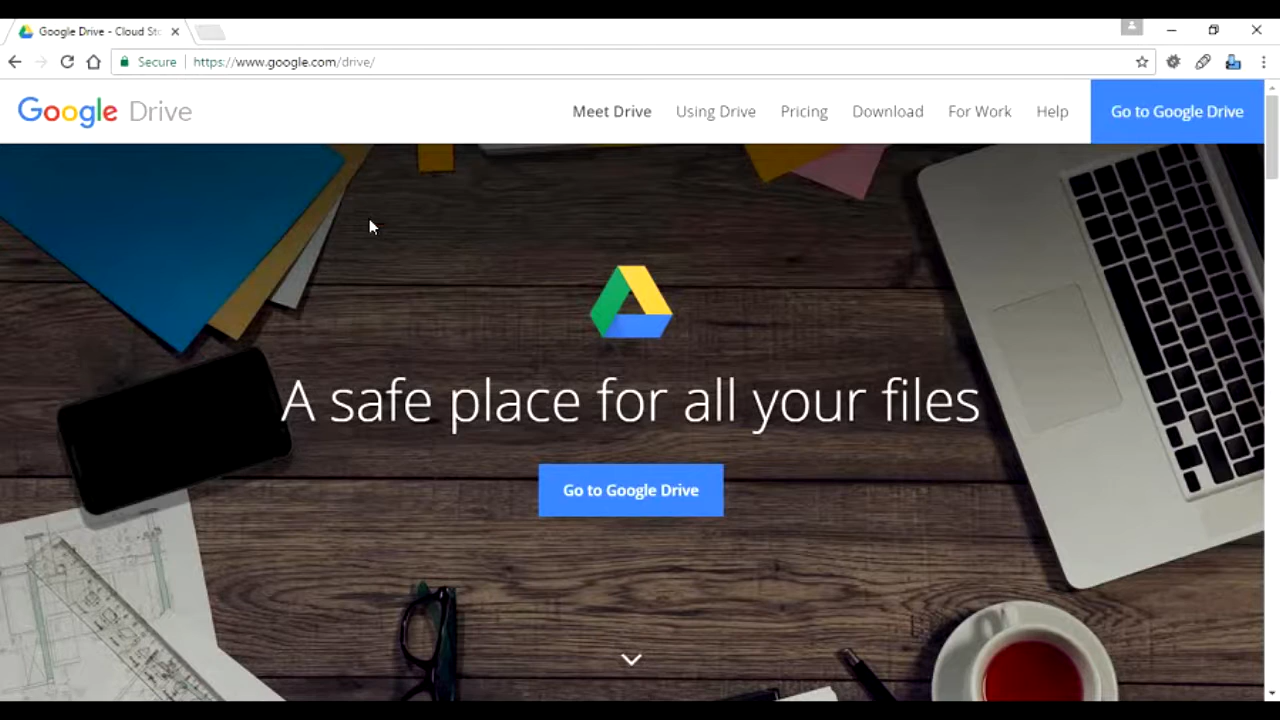 Google Drive - Cloud Sto
Secure
https://www.google.com/drive/
Google Drive
Meet Drive
Using Drive
Pricing
Download
For Work
Help
Go to Google Drive
A safe place for all your files
Go to Google Drive